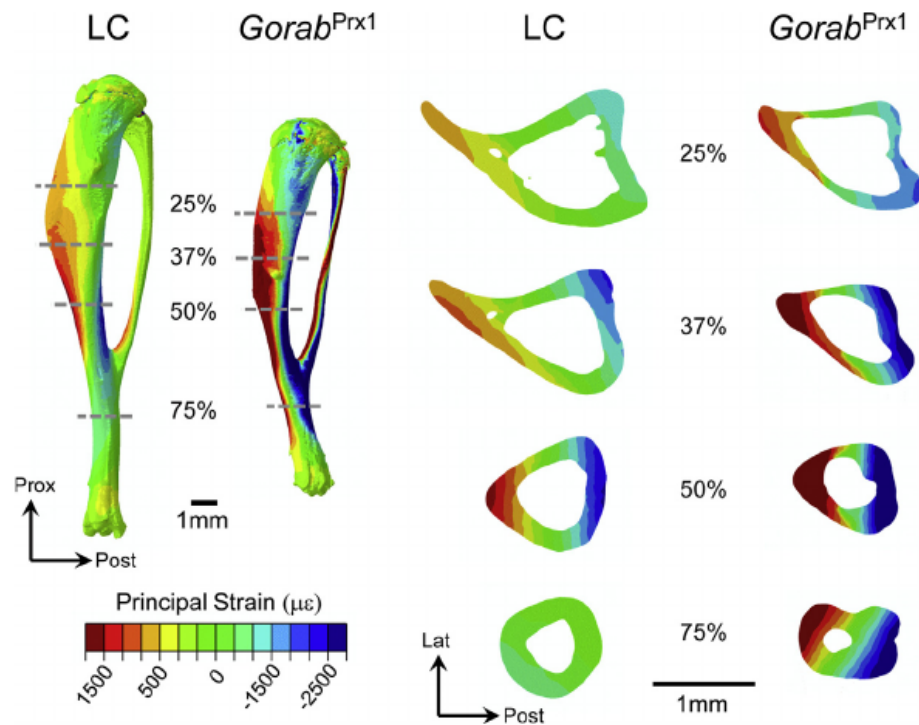 LC
Gorab^Prx1
LC
Gorab^Prx1
25%
37%
50%
75%
Prox
Post
1mm
Principal Strain (με)
1500
500
0
-1500
-2500
25%
37%
50%
75%
Lat
Post
1mm